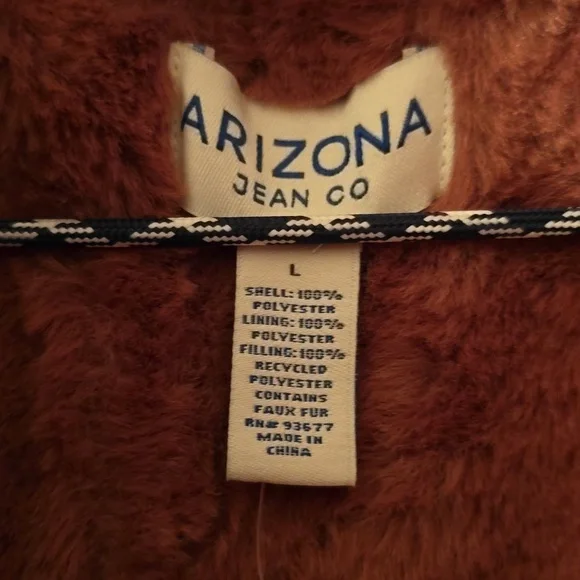 ARIZONA
JEAN CO
L
SHELL: 100%
POLYESTER
LINING: 100%
POLYESTER
FILLING: 100%
RECYCLED
POLYESTER
CONTAINS
FAUX FUR
RN# 93677
MADE IN
CHINA